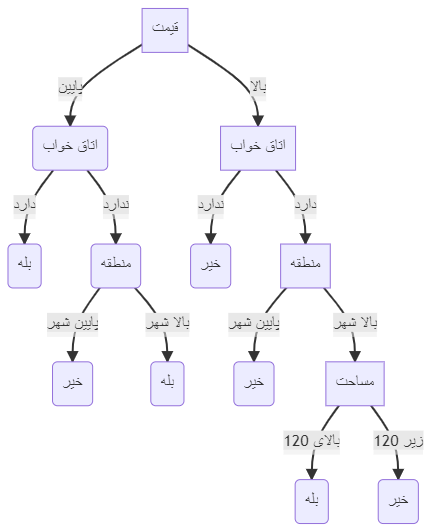 قیمت
پایین
بالا
اتاق خواب
اتاق خواب
دارد
ندارد
ندارد
دارد
بله
منطقه
خیر
منطقه
پایین شهر
بالا شهر
پایین شهر
بالا شهر
خیر
بله
خیر
مساحت
بالای 120
زیر 120
بله
خیر